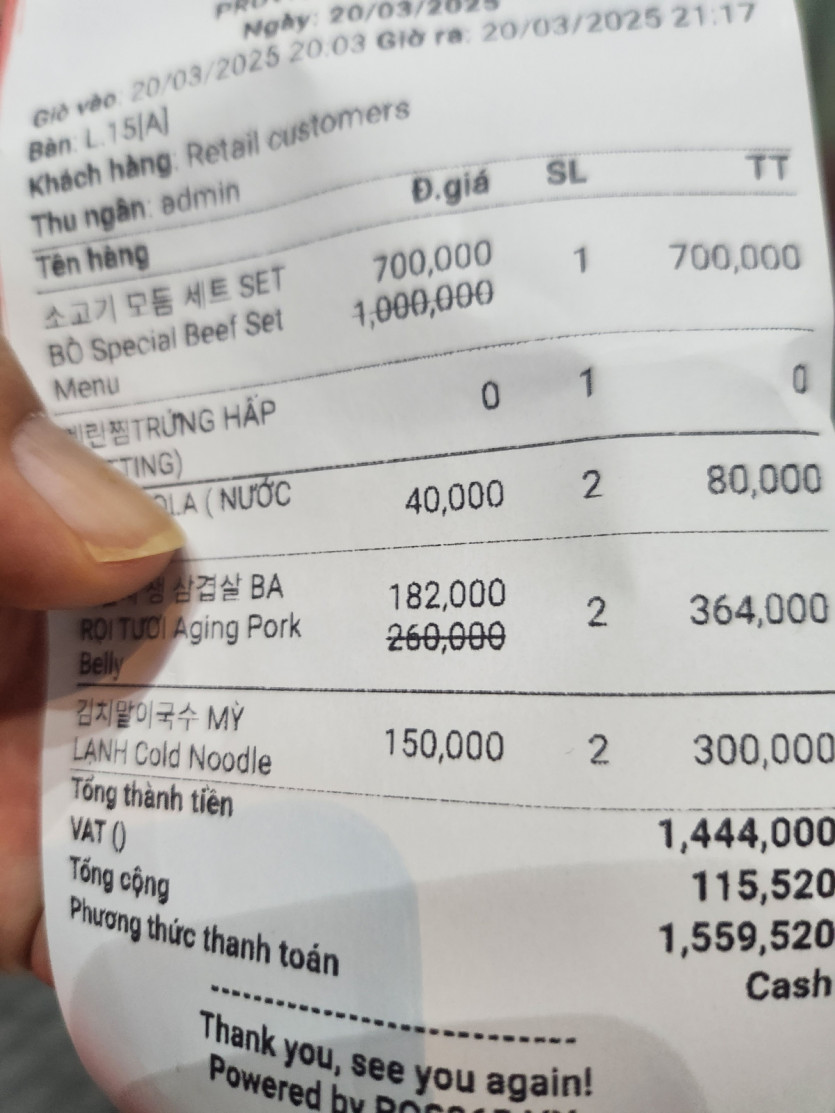 Ngày: 20/03/2025
Giờ vào: 20/03/2025 20:03 Giờ ra: 20/03/2025 21:17
Bàn: L.15[A]
Khách hàng: Retail customers
Thu ngân: admin
Tên hàng Đ.giá SL TT
소고기 모듬 세트 SET 700,000 1 700,000
BÒ Special Beef Set 1,000,000
Menu
TRỨNG HẤP 0 1 0
TING)
OLA ( NƯỚC 40,000 2 80,000
삼겹살 BA 182,000 2 364,000
RỌI TƯƠI Aging Pork 260,000
Belly
김치말이국수 MỲ 150,000 2 300,000
LẠNH Cold Noodle
Tổng thành tiền 1,444,000
VAT () 115,520
Tổng cộng 1,559,520
Phương thức thanh toán Cash
Thank you, see you again!
Powered by